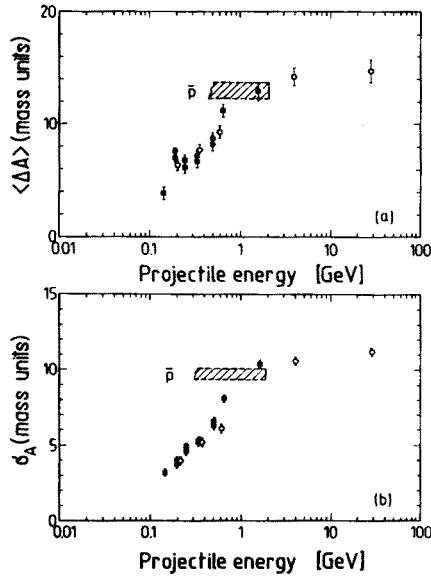 20
10
0
<ΔA> (mass units)
p̄
(a)
0.01 0.1 1 10 100
Projectile energy [GeV]
15
10
5
0
σA (mass units)
p̄
(b)
0.01 0.1 1 10 100
Projectile energy [GeV]